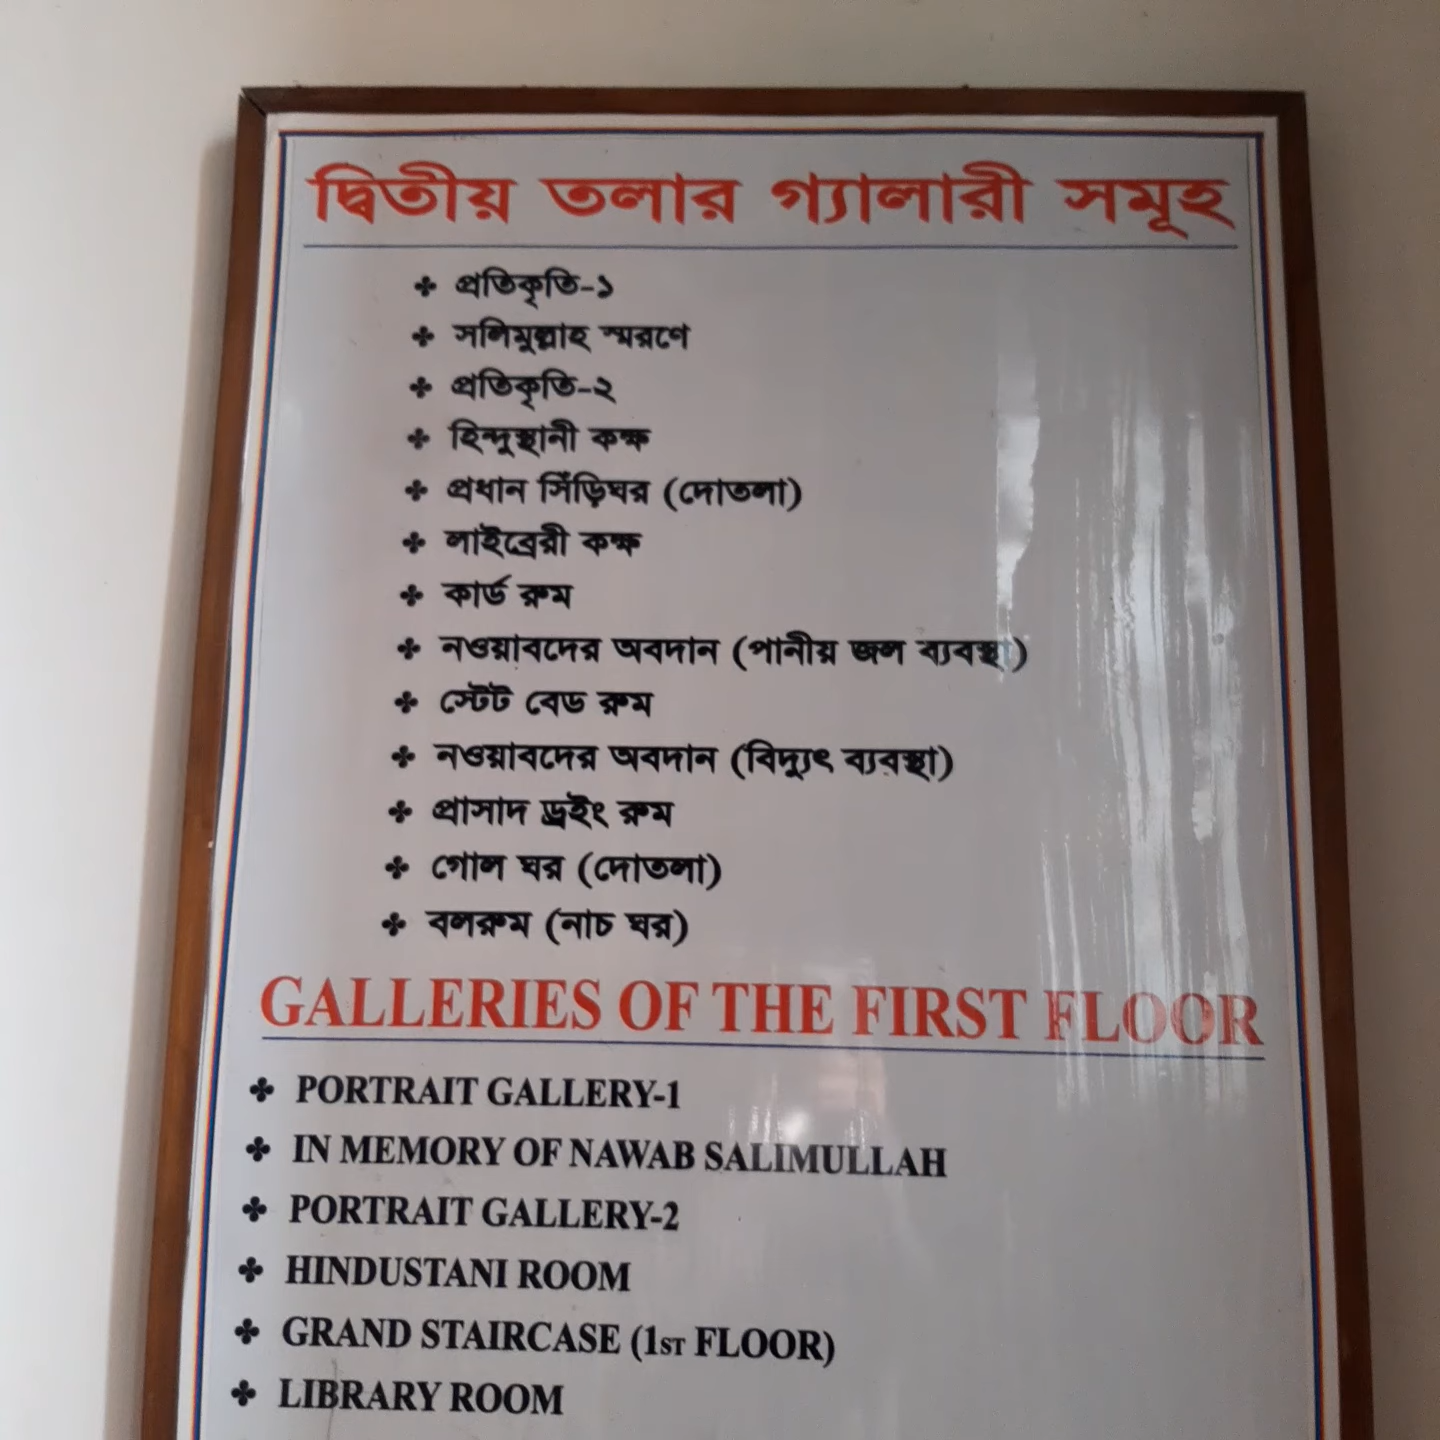 দ্বিতীয় তলার গ্যালারী সমূহ
✤ প্রতিকৃতি-১
✤ সলিমুল্লাহ স্মরণে
✤ প্রতিকৃতি-২
✤ হিন্দুস্থানী কক্ষ
✤ প্রধান সিঁড়িঘর (দোতলা)
✤ লাইব্রেরী কক্ষ
✤ কার্ড রুম
✤ নওয়াবদের অবদান (পানীয় জল ব্যবস্থা)
✤ স্টেট বেড রুম
✤ নওয়াবদের অবদান (বিদ্যুৎ ব্যবস্থা)
✤ প্রাসাদ ড্রইং রুম
✤ গোল ঘর (দোতলা)
✤ বলরুম (নাচ ঘর)
GALLERIES OF THE FIRST FLOOR
✤ PORTRAIT GALLERY-1
✤ IN MEMORY OF NAWAB SALIMULLAH
✤ PORTRAIT GALLERY-2
✤ HINDUSTANI ROOM
✤ GRAND STAIRCASE (1ST FLOOR)
✤ LIBRARY ROOM